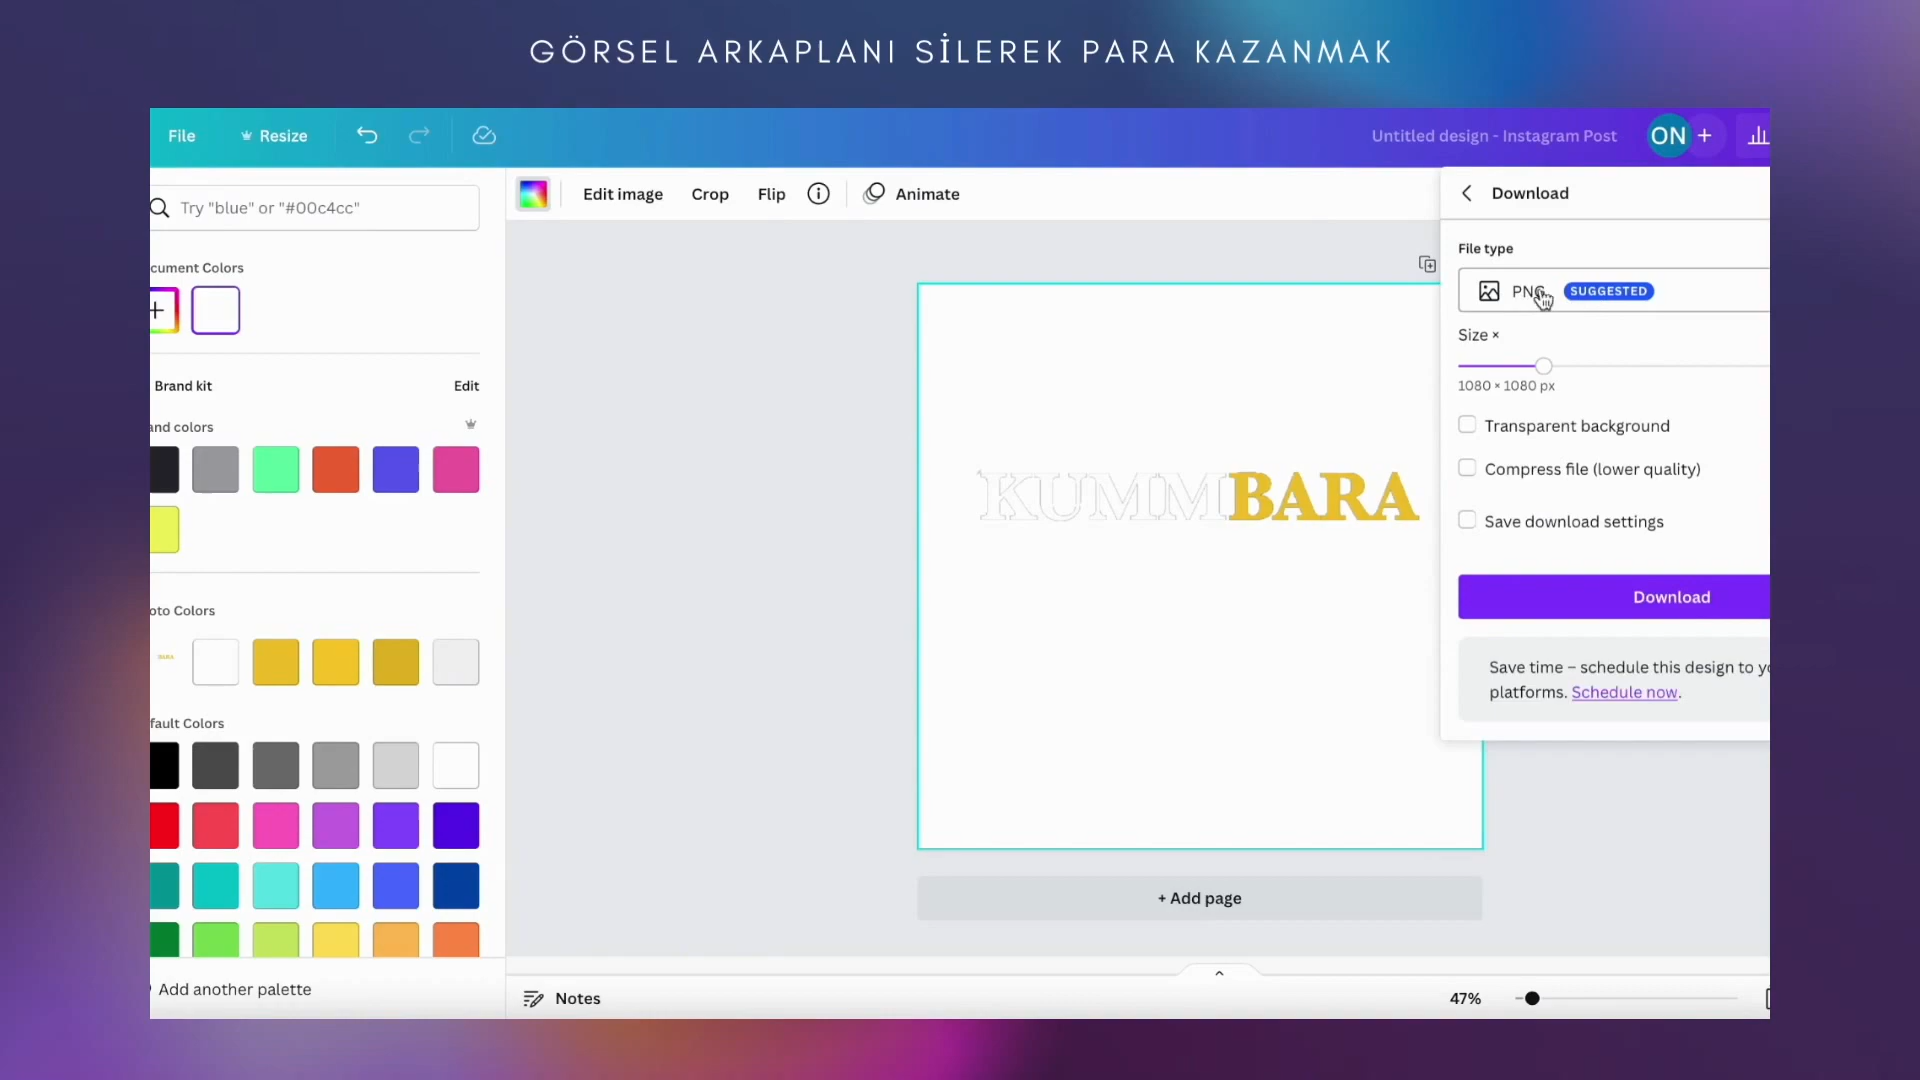 GÖRSEL ARKAPLANI SİLEREK PARA KAZANMAK
File
Resize
Untitled design - Instagram Post
ON
Try "blue" or "#00c4cc"
Edit image
Crop
Flip
Animate
Download
File type
PNG
SUGGESTED
Size ×
1080 × 1080 px
Transparent background
Compress file (lower quality)
Save download settings
Download
Save time – schedule this design to yo
platforms. Schedule now.
cument Colors
Brand kit
Edit
and colors
oto Colors
BARA
fault Colors
Add another palette
KUMMBARA
+ Add page
Notes
47%